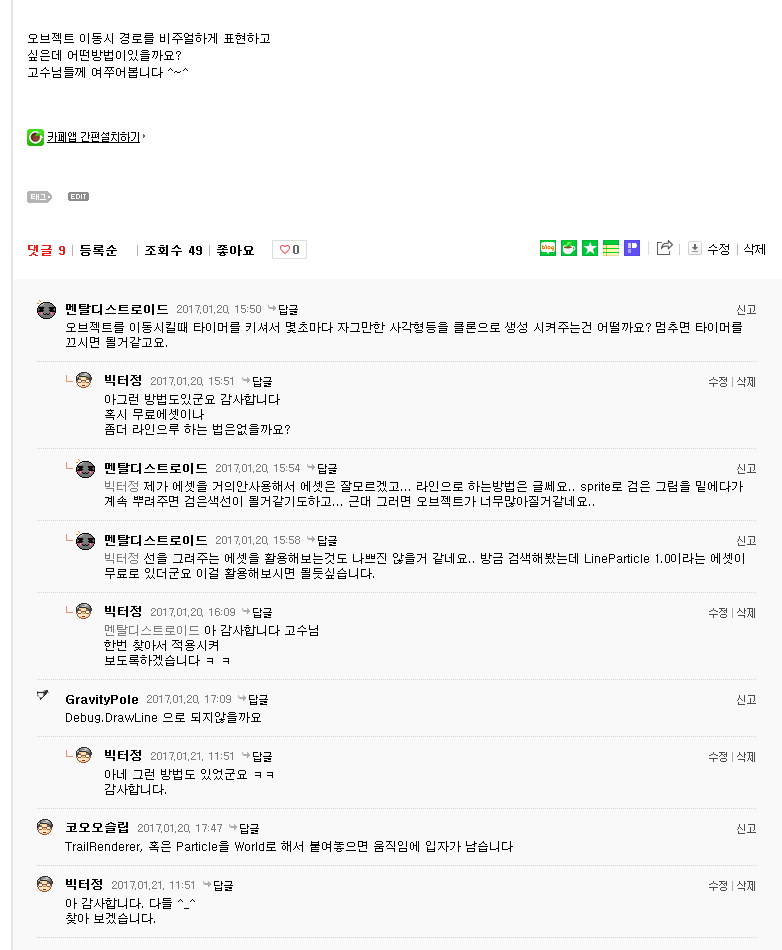 오브젝트 이동시 경로를 비주얼하게 표현하고
싶은데 어떤방법이있을까요?
고수님들께 여쭈어봅니다 ^~^
카페앱 간편설치하기
태그 EDIT
댓글 9 | 등록순 | 조회수 49 | 좋아요 ♡0 blog | 수정 | 삭제
멘탈디스트로이드 2017.01.20. 15:50 답글 신고
오브젝트를 이동시킬때 타이머를 키셔서 몇초마다 자그만한 사각형등을 클론으로 생성 시켜주는건 어떨까요? 멈추면 타이머를
끄시면 될거같고요.
빅터정 2017.01.20. 15:51 답글 수정 | 삭제
아그런 방법도있군요 감사합니다
혹시 무료에셋이나
좀더 라인으루 하는 법은없을까요?
멘탈디스트로이드 2017.01.20. 15:54 답글 신고
빅터정 제가 에셋을 거의안사용해서 에셋은 잘모르겠고... 라인으로 하는방법은 글쎄요.. sprite로 검은 그림을 밑에다가
계속 뿌려주면 검은색선이 될거같기도하고... 근대 그러면 오브젝트가 너무많아질거같네요..
멘탈디스트로이드 2017.01.20. 15:58 답글 신고
빅터정 선을 그려주는 에셋을 활용해보는것도 나쁘진 않을거 같네요.. 방금 검색해봤는데 LineParticle 1.0이라는 에셋이
무료로 있더군요 이걸 활용해보시면 될듯싶습니다.
빅터정 2017.01.20. 16:09 답글 수정 | 삭제
멘탈디스트로이드 아 감사합니다 고수님
한번 찾아서 적용시켜
보도록하겠습니다 ㅋ ㅋ
GravityPole 2017.01.20. 17:09 답글 신고
Debug.DrawLine 으로 되지않을까요
빅터정 2017.01.21. 11:51 답글 수정 | 삭제
아네 그런 방법도 있었군요 ㅋㅋ
감사합니다.
코오오슬립 2017.01.20. 17:47 답글 신고
TrailRenderer, 혹은 Particle을 World로 해서 붙여놓으면 움직임에 입자가 남습니다
빅터정 2017.01.21. 11:51 답글 수정 | 삭제
아 감사합니다. 다들 ^_^
찾아 보겠습니다.